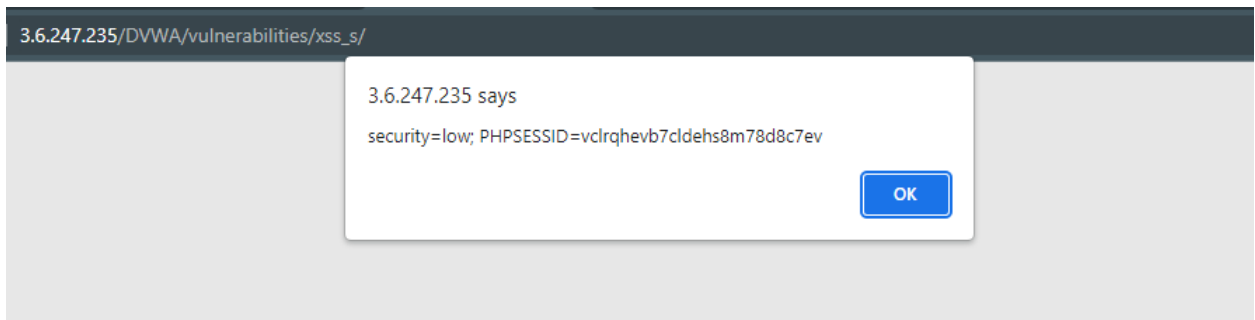 3.6.247.235/DVWA/vulnerabilities/xss_s/
3.6.247.235 says
security=low; PHPSESSID=vclrqhevb7cldehs8m78d8c7ev
OK